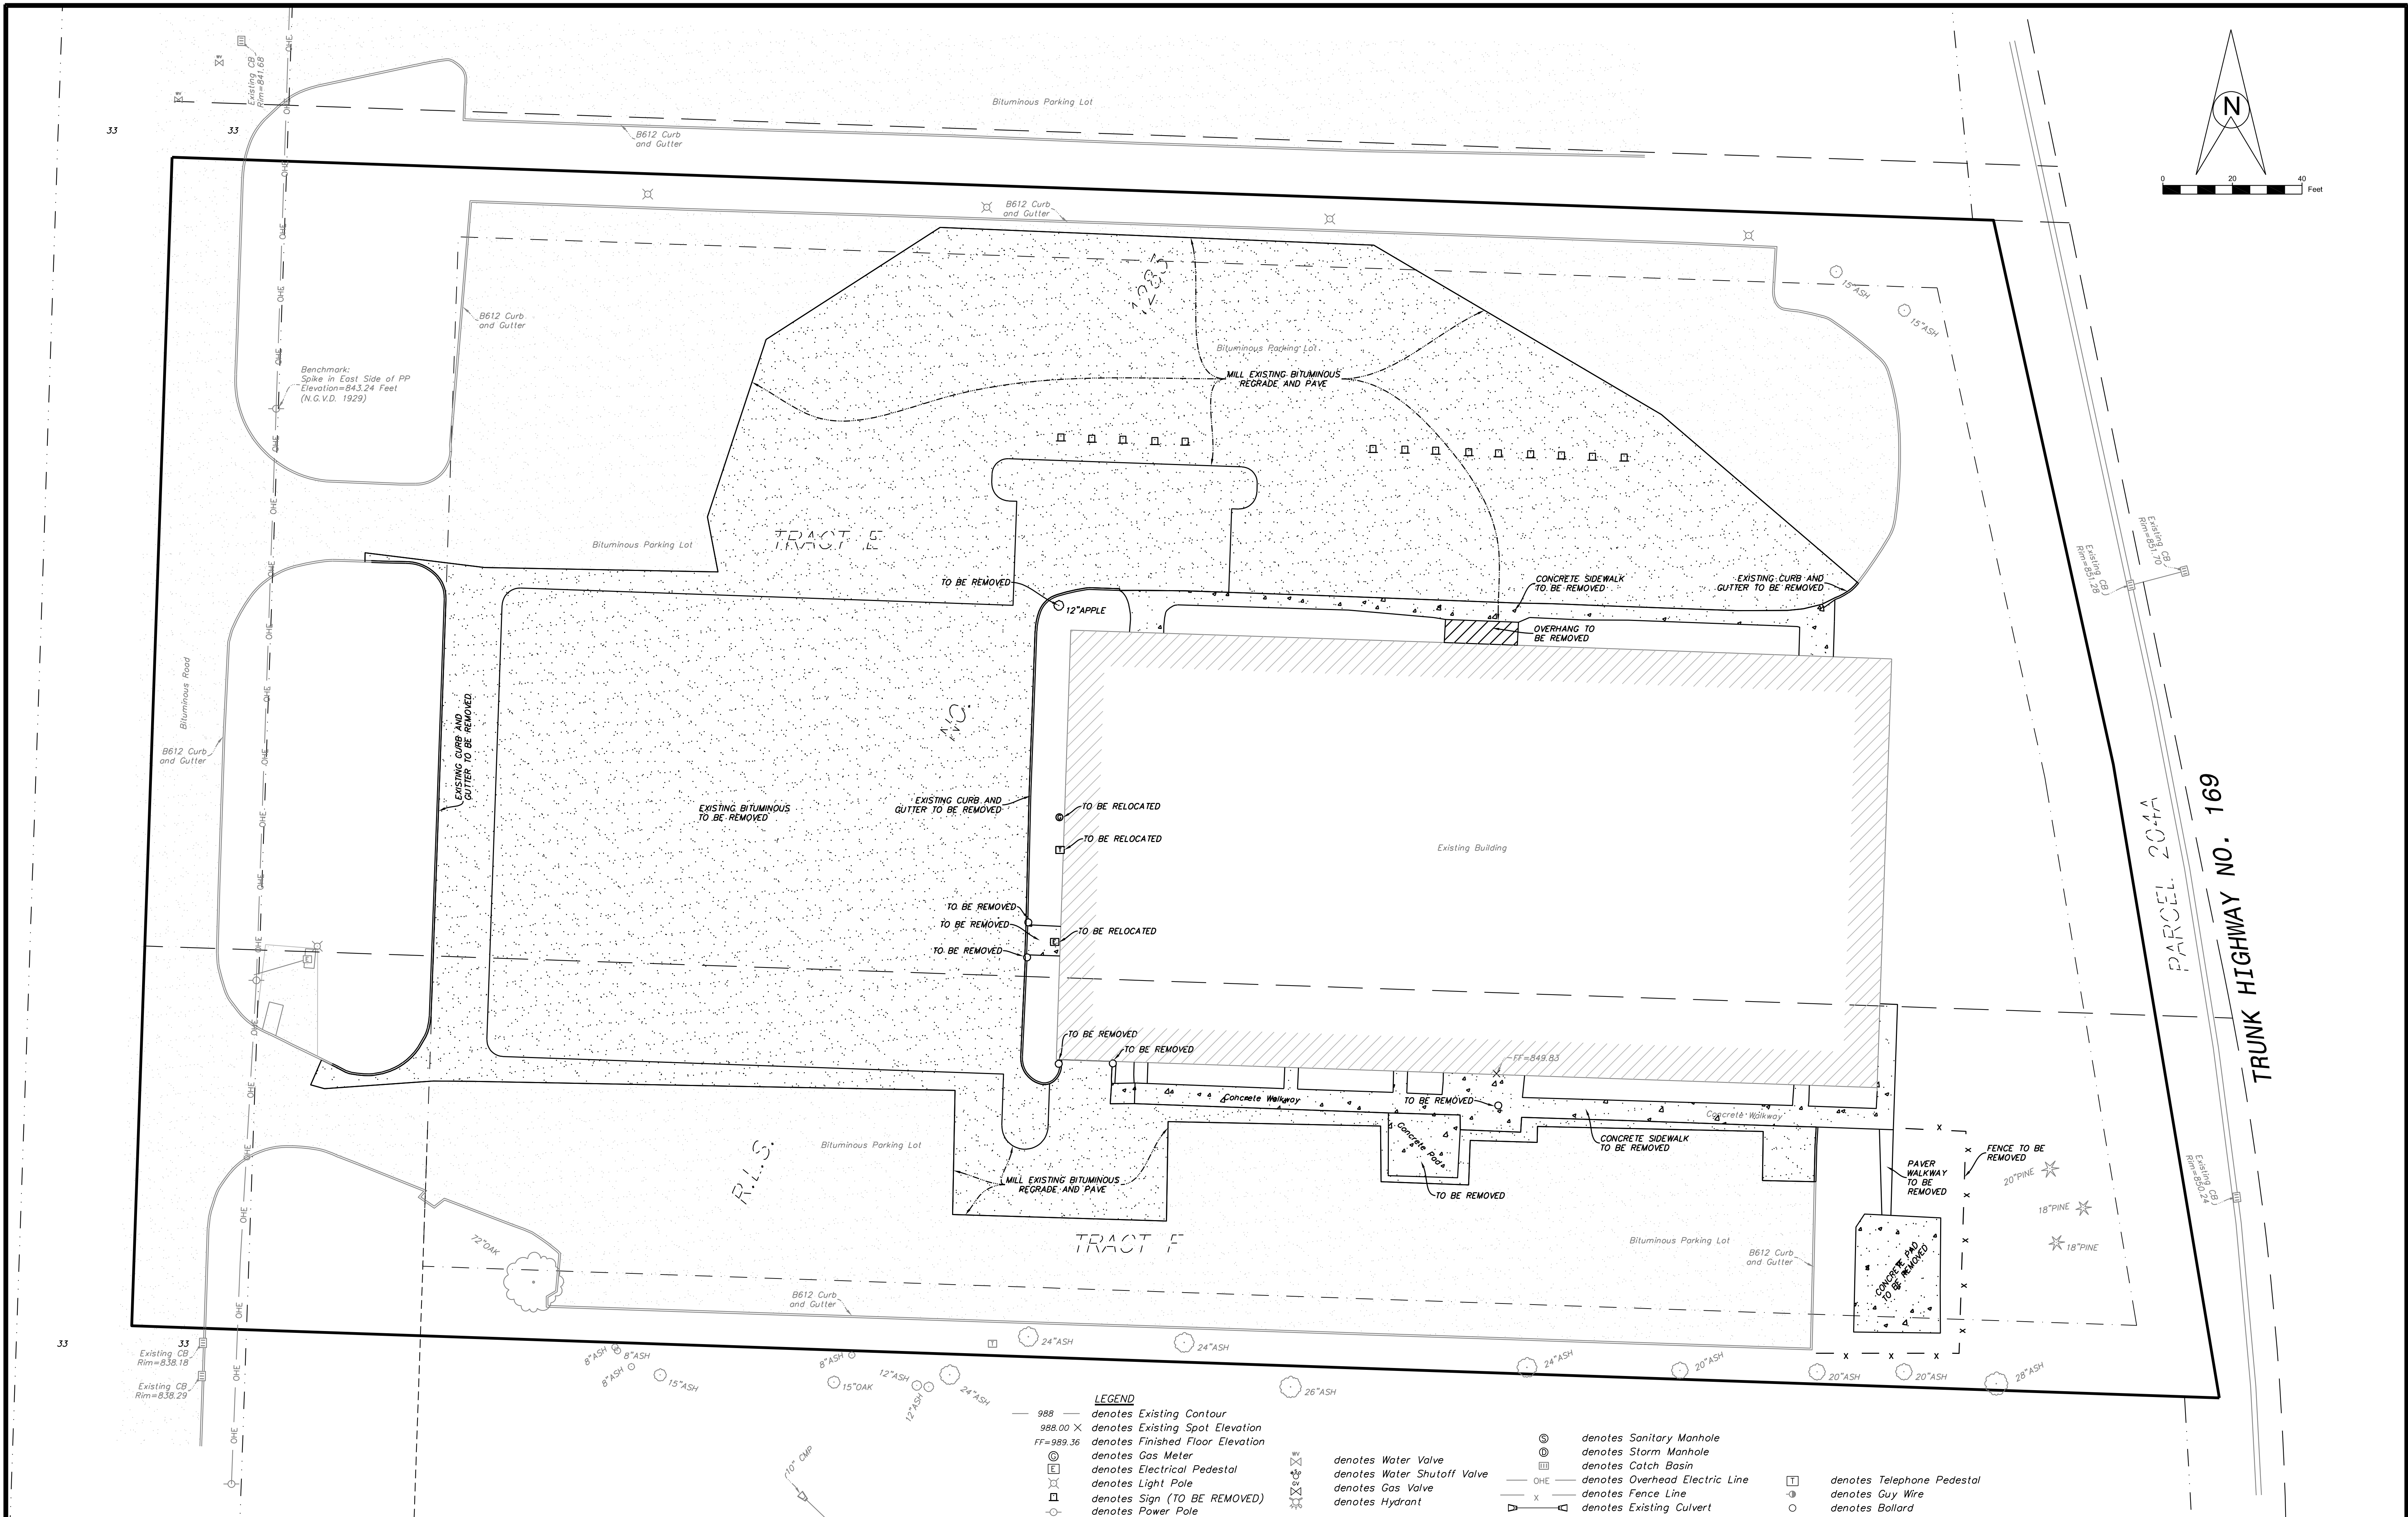 Existing CB
Rim=841.68
OHE
WV
WV
33
33
Bituminous Parking Lot
B612 Curb
and Gutter
N
0 20 40
Feet
B612 Curb
and Gutter
15"ASH
15"ASH
1285
B612 Curb
and Gutter
Bituminous Parking Lot
MILL EXISTING BITUMINOUS
REGRADE AND PAVE
Benchmark:
Spike in East Side of PP
Elevation=843.24 Feet
(N.G.V.D. 1929)
Bituminous Parking Lot
TRACT E
Existing CB
Rim=851.70
Existing CB
Rim=851.28
TO BE REMOVED
12"APPLE
CONCRETE SIDEWALK
TO BE REMOVED
EXISTING CURB AND
GUTTER TO BE REMOVED
OVERHANG TO
BE REMOVED
Bituminous Road
B612 Curb
and Gutter
EXISTING CURB AND
GUTTER TO BE REMOVED
NO.
EXISTING BITUMINOUS
TO BE REMOVED
EXISTING CURB AND
GUTTER TO BE REMOVED
G
TO BE RELOCATED
T
TO BE RELOCATED
Existing Building
PARCEL 204A
TRUNK HIGHWAY NO. 169
TO BE REMOVED
TO BE REMOVED
TO BE REMOVED
E
TO BE RELOCATED
E
TO BE REMOVED
TO BE REMOVED
FF=849.83
Concrete Walkway
TO BE REMOVED
Concrete Walkway
Concrete Pad
CONCRETE SIDEWALK
TO BE REMOVED
TO BE REMOVED
PAVER
WALKWAY
TO BE
REMOVED
FENCE TO BE
REMOVED
20"PINE
18"PINE
18"PINE
Existing CB
Rim=850.24
R.L.S.
Bituminous Parking Lot
MILL EXISTING BITUMINOUS
REGRADE AND PAVE
TRACT F
Bituminous Parking Lot
B612 Curb
and Gutter
CONCRETE PAD
TO BE REMOVED
72"OAK
B612 Curb
and Gutter
33
33
Existing CB
Rim=838.18
Existing CB
Rim=838.29
8"ASH
8"ASH
8"ASH
15"ASH
8"ASH
15"OAK
12"ASH
12"ASH
24"ASH
T
24"ASH
24"ASH
26"ASH
24"ASH
20"ASH
20"ASH
20"ASH
28"ASH
10" CMP
LEGEND
988 denotes Existing Contour
988.00 X denotes Existing Spot Elevation
FF=989.36 denotes Finished Floor Elevation
G denotes Gas Meter
E denotes Electrical Pedestal
denotes Light Pole
denotes Sign (TO BE REMOVED)
denotes Power Pole
WV denotes Water Valve
denotes Water Shutoff Valve
GV denotes Gas Valve
denotes Hydrant
S denotes Sanitary Manhole
D denotes Storm Manhole
denotes Catch Basin
OHE denotes Overhead Electric Line
X denotes Fence Line
denotes Existing Culvert
T denotes Telephone Pedestal
denotes Guy Wire
denotes Bollard